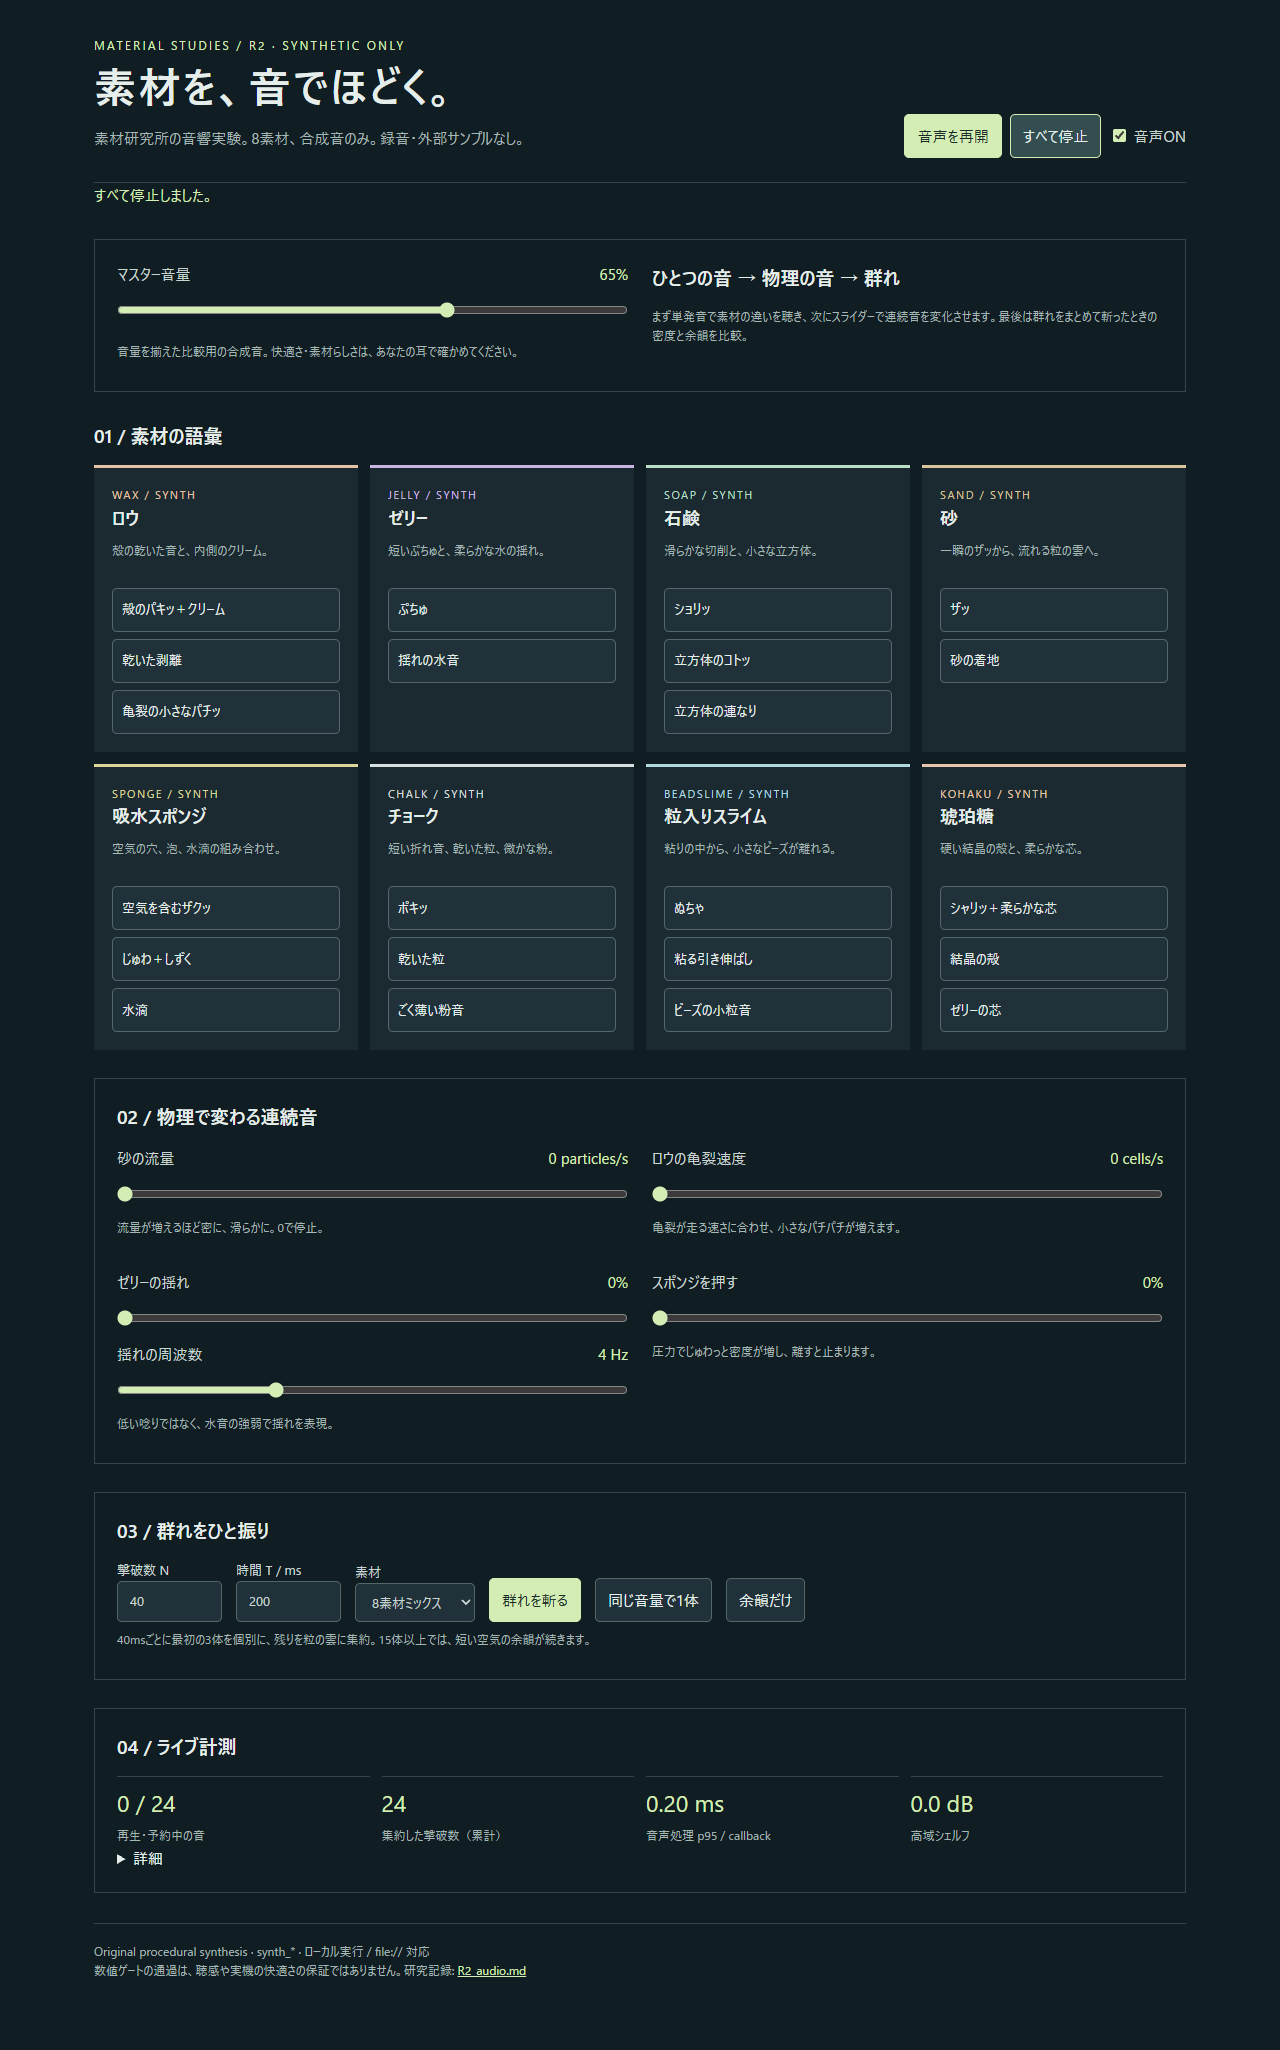 MATERIAL STUDIES / R2 · SYNTHETIC ONLY
素材を、音でほどく。
素材研究所の音響実験。8素材、合成音のみ。録音・外部サンプルなし。
音声を再開
すべて停止
音声ON
すべて停止しました。
マスター音量
65%
音量を揃えた比較用の合成音。快適さ・素材らしさは、あなたの耳で確かめてください。
ひとつの音 → 物理の音 → 群れ
まず単発音で素材の違いを聴き、次にスライダーで連続音を変化させます。最後は群れをまとめて斬ったときの
密度と余韻を比較。
01 / 素材の語彙
WAX / SYNTH
ロウ
殻の乾いた音と、内側のクリーム。
殻のパキッ＋クリーム
乾いた剥離
亀裂の小さなパチッ
JELLY / SYNTH
ゼリー
短いぷちゅと、柔らかな水の揺れ。
ぷちゅ
揺れの水音
SOAP / SYNTH
石鹸
滑らかな切削と、小さな立方体。
ショリッ
立方体のコトッ
立方体の連なり
SAND / SYNTH
砂
一瞬のザッから、流れる粒の雲へ。
ザッ
砂の着地
SPONGE / SYNTH
吸水スポンジ
空気の穴、泡、水滴の組み合わせ。
空気を含むザクッ
じゅわ＋しずく
水滴
CHALK / SYNTH
チョーク
短い折れ音、乾いた粒、微かな粉。
ポキッ
乾いた粒
ごく薄い粉音
BEADSLIME / SYNTH
粒入りスライム
粘りの中から、小さなビーズが離れる。
ぬちゃ
粘る引き伸ばし
ビーズの小粒音
KOHAKU / SYNTH
琥珀糖
硬い結晶の殻と、柔らかな芯。
シャリッ＋柔らかな芯
結晶の殻
ゼリーの芯
02 / 物理で変わる連続音
砂の流量
0 particles/s
流量が増えるほど密に、滑らかに。0で停止。
ロウの亀裂速度
0 cells/s
亀裂が走る速さに合わせ、小さなパチパチが増えます。
ゼリーの揺れ
0%
揺れの周波数
4 Hz
低い唸りではなく、水音の強弱で揺れを表現。
スポンジを押す
0%
圧力でじゅわっと密度が増し、離すと止まります。
03 / 群れをひと振り
撃破数 N
40
時間 T / ms
200
素材
8素材ミックス
群れを斬る
同じ音量で1体
余韻だけ
40msごとに最初の3体を個別に、残りを粒の雲に集約。15体以上では、短い空気の余韻が続きます。
04 / ライブ計測
0 / 24
再生・予約中の音
24
集約した撃破数（累計）
0.20 ms
音声処理 p95 / callback
0.0 dB
高域シェルフ
▶ 詳細
Original procedural synthesis · synth_* · ローカル実行 / file:// 対応
数値ゲートの通過は、聴感や実機の快適さの保証ではありません。研究記録: R2_audio.md